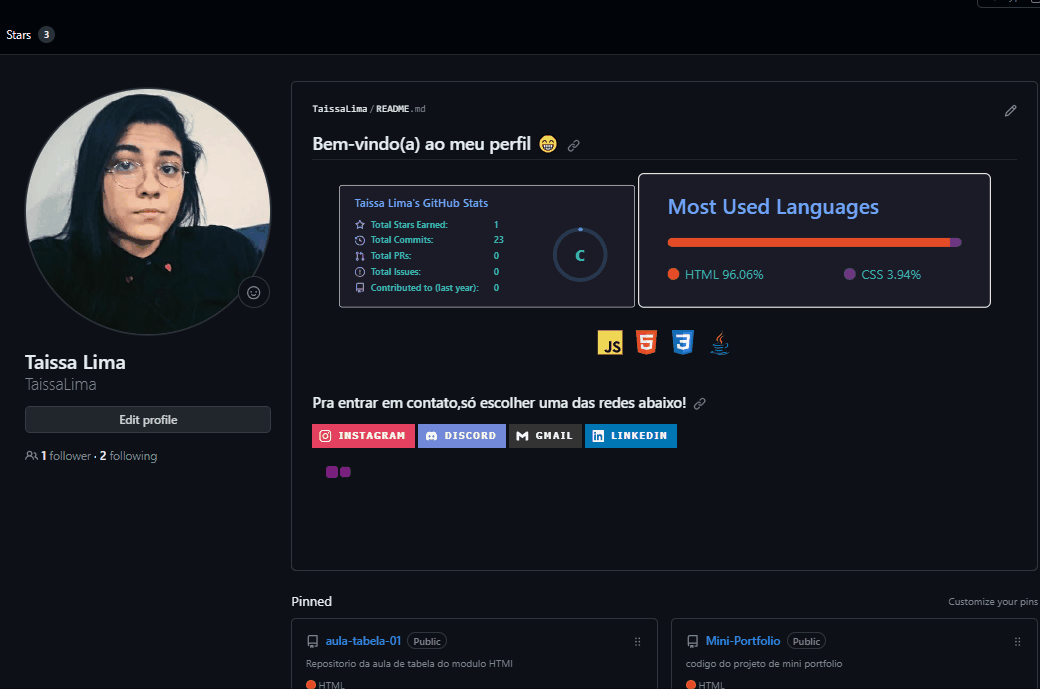 Stars 3
TaissaLima/README.md
Bem-vindo(a) ao meu perfil
Taissa Lima's GitHub Stats
Total Stars Earned: 1
Total Commits: 23
Total PRs: 0
Total Issues: 0
Contributed to (last year): 0
C
Most Used Languages
HTML 96.06%
CSS 3.94%
JS 5 3
Taissa Lima
TaissaLima
Edit profile
1 follower · 2 following
Pra entrar em contato,só escolher uma das redes abaixo!
INSTAGRAM DISCORD GMAIL LINKEDIN
Pinned
Customize your pins
aula-tabela-01 Public
Repositorio da aula de tabela do modulo HTMl
HTML
Mini-Portfolio Public
codigo do projeto de mini portfolio
HTML